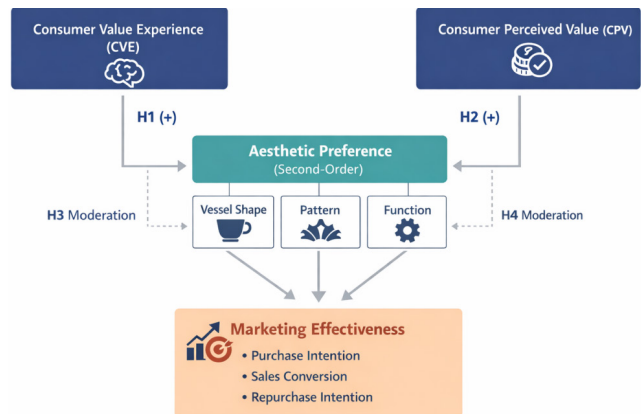 Consumer Value Experience
(CVE)
Consumer Perceived Value (CPV)
H1 (+)
H2 (+)
Aesthetic Preference
(Second-Order)
H3 Moderation
Vessel Shape
Pattern
Function
H4 Moderation
Marketing Effectiveness
• Purchase Intention
• Sales Conversion
• Repurchase Intention